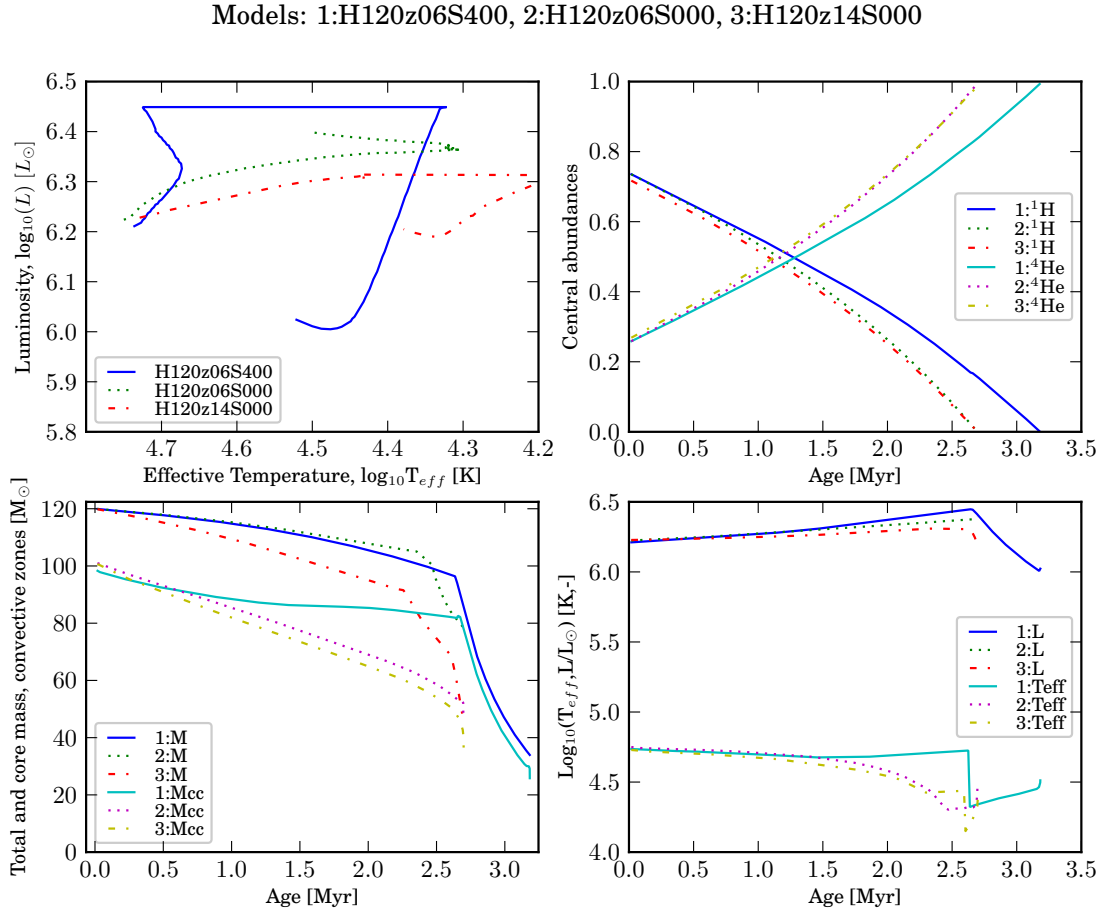 Models: 1:H120z06S400, 2:H120z06S000, 3:H120z14S000
Luminosity, log₁₀(L) [L⊙]
6.5
6.4
6.3
6.2
6.1
6.0
5.9
5.8
H120z06S400
H120z06S000
H120z14S000
4.7 4.6 4.5 4.4 4.3 4.2
Effective Temperature, log₁₀T_eff [K]
Central abundances
1.0
0.8
0.6
0.4
0.2
0.0
1:¹H
2:¹H
3:¹H
1:⁴He
2:⁴He
3:⁴He
0.0 0.5 1.0 1.5 2.0 2.5 3.0 3.5
Age [Myr]
Total and core mass, convective zones [M⊙]
120
100
80
60
40
20
0
1:M
2:M
3:M
1:Mcc
2:Mcc
3:Mcc
0.0 0.5 1.0 1.5 2.0 2.5 3.0
Age [Myr]
Log₁₀(T_eff,L/L⊙) [K,-]
6.5
6.0
5.5
5.0
4.5
4.0
1:L
2:L
3:L
1:Teff
2:Teff
3:Teff
0.0 0.5 1.0 1.5 2.0 2.5 3.0 3.5
Age [Myr]